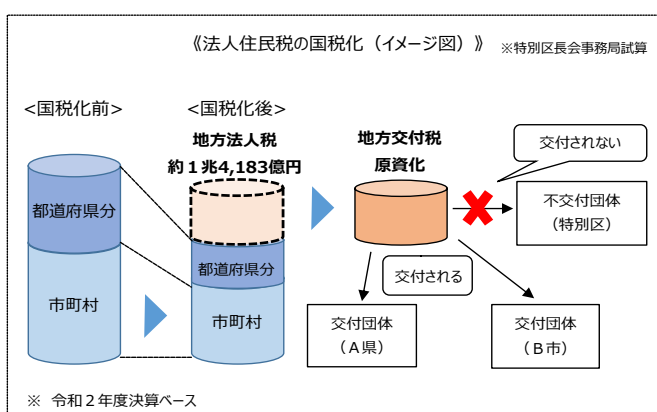 《法人住民税の国税化（イメージ図）》 ※特別区長会事務局試算
<国税化前>
<国税化後>
地方法人税
約１兆4,183億円
地方交付税
原資化
交付されない
都道府県分
市町村
都道府県分
市町村
不交付団体
（特別区）
交付される
交付団体
（Ａ県）
交付団体
（Ｂ市）
※ 令和２年度決算ベース